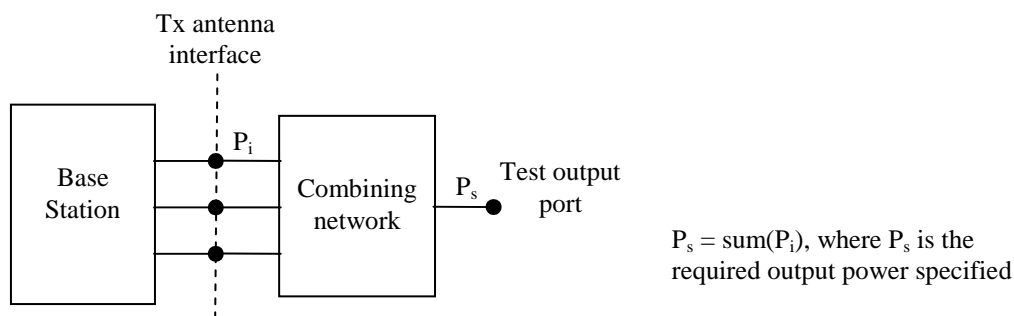 Tx antenna
interface
P_i
Base
Station
Combining
network
P_s
Test output
port
P_s = sum(P_i), where P_s is the
required output power specified